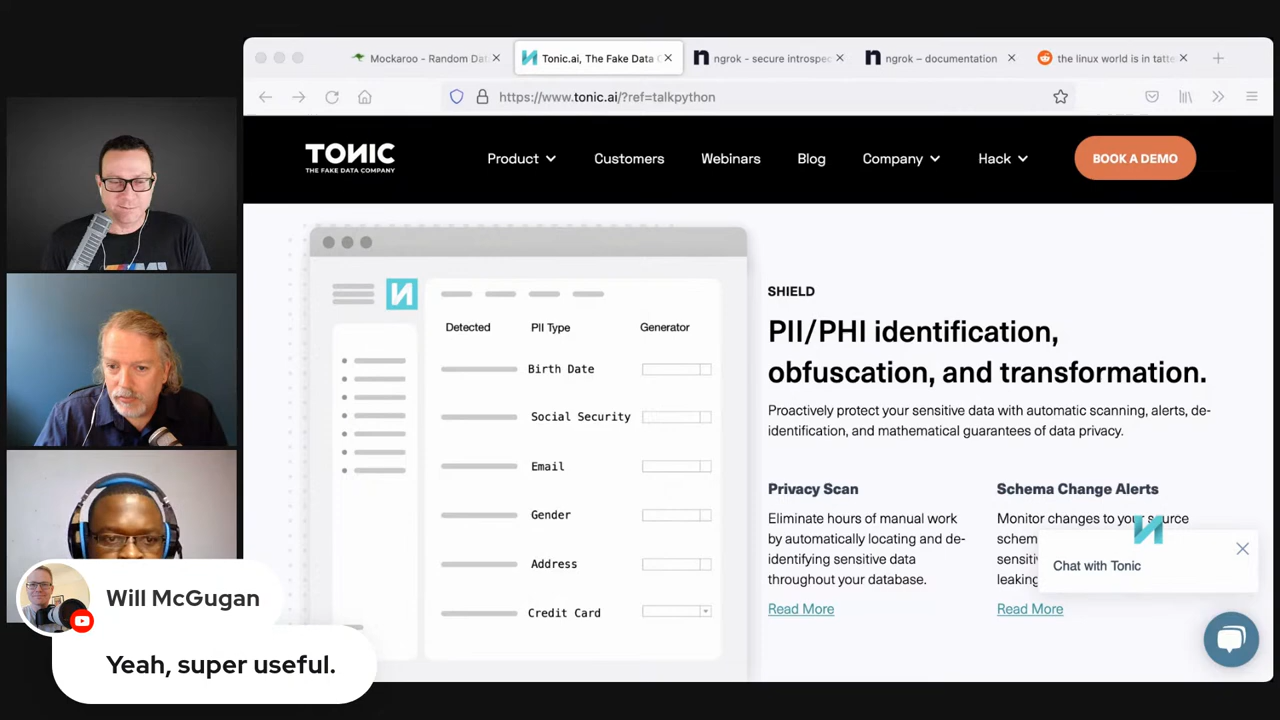 Mockaroo - Random Dat
Tonic.ai, The Fake Data C
ngrok - secure introspec
ngrok – documentation
the linux world is in tatte
https://www.tonic.ai/?ref=talkpython
TONIC
THE FAKE DATA COMPANY
Product
Customers
Webinars
Blog
Company
Hack
BOOK A DEMO
Detected
PII Type
Generator
Birth Date
Social Security
Email
Gender
Address
Credit Card
SHIELD
PII/PHI identification,
obfuscation, and transformation.
Proactively protect your sensitive data with automatic scanning, alerts, de-
identification, and mathematical guarantees of data privacy.
Privacy Scan
Eliminate hours of manual work
by automatically locating and de-
identifying sensitive data
throughout your database.
Read More
Schema Change Alerts
Monitor changes to your source
schem
sensiti
leaking
Read More
Chat with Tonic
Will McGugan
Yeah, super useful.